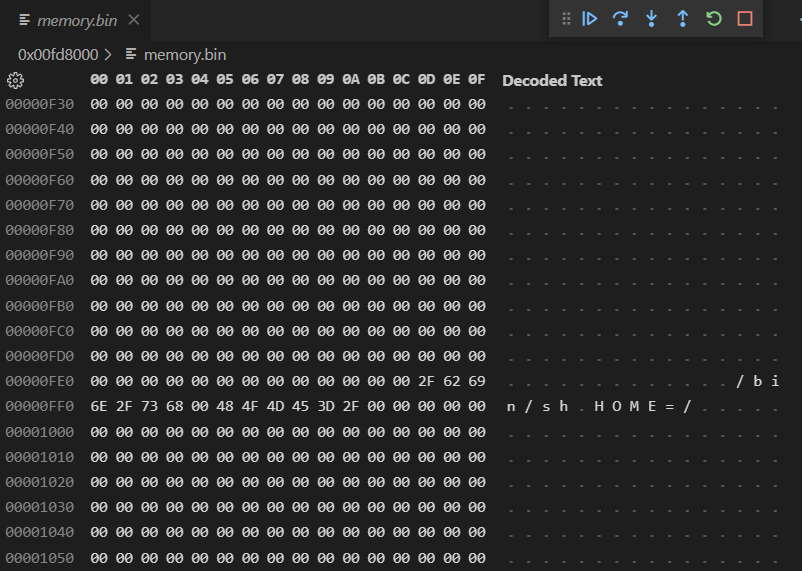 memory.bin
0x00fd8000 > memory.bin
00 01 02 03 04 05 06 07 08 09 0A 0B 0C 0D 0E 0F Decoded Text
00000F30 00 00 00 00 00 00 00 00 00 00 00 00 00 00 00 00 . . . . . . . . . . . . . . . .
00000F40 00 00 00 00 00 00 00 00 00 00 00 00 00 00 00 00 . . . . . . . . . . . . . . . .
00000F50 00 00 00 00 00 00 00 00 00 00 00 00 00 00 00 00 . . . . . . . . . . . . . . . .
00000F60 00 00 00 00 00 00 00 00 00 00 00 00 00 00 00 00 . . . . . . . . . . . . . . . .
00000F70 00 00 00 00 00 00 00 00 00 00 00 00 00 00 00 00 . . . . . . . . . . . . . . . .
00000F80 00 00 00 00 00 00 00 00 00 00 00 00 00 00 00 00 . . . . . . . . . . . . . . . .
00000F90 00 00 00 00 00 00 00 00 00 00 00 00 00 00 00 00 . . . . . . . . . . . . . . . .
00000FA0 00 00 00 00 00 00 00 00 00 00 00 00 00 00 00 00 . . . . . . . . . . . . . . . .
00000FB0 00 00 00 00 00 00 00 00 00 00 00 00 00 00 00 00 . . . . . . . . . . . . . . . .
00000FC0 00 00 00 00 00 00 00 00 00 00 00 00 00 00 00 00 . . . . . . . . . . . . . . . .
00000FD0 00 00 00 00 00 00 00 00 00 00 00 00 00 00 00 00 . . . . . . . . . . . . . . . .
00000FE0 00 00 00 00 00 00 00 00 00 00 00 00 00 2F 62 69 . . . . . . . . . . . . . / b i
00000FF0 6E 2F 73 68 00 48 4F 4D 45 3D 2F 00 00 00 00 00 n / s h . H O M E = / . . . . .
00001000 00 00 00 00 00 00 00 00 00 00 00 00 00 00 00 00 . . . . . . . . . . . . . . . .
00001010 00 00 00 00 00 00 00 00 00 00 00 00 00 00 00 00 . . . . . . . . . . . . . . . .
00001020 00 00 00 00 00 00 00 00 00 00 00 00 00 00 00 00 . . . . . . . . . . . . . . . .
00001030 00 00 00 00 00 00 00 00 00 00 00 00 00 00 00 00 . . . . . . . . . . . . . . . .
00001040 00 00 00 00 00 00 00 00 00 00 00 00 00 00 00 00 . . . . . . . . . . . . . . . .
00001050 00 00 00 00 00 00 00 00 00 00 00 00 00 00 00 00 . . . . . . . . . . . . . . . .